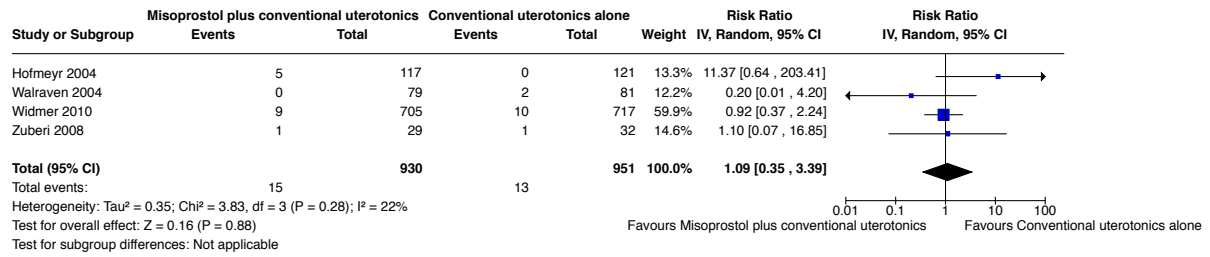 Misoprostol plus conventional uterotonics Conventional uterotonics alone Risk Ratio Risk Ratio
Study or Subgroup Events Total Events Total Weight IV, Random, 95% CI IV, Random, 95% CI
Hofmeyr 2004 5 117 0 121 13.3% 11.37 [0.64 , 203.41]
Walraven 2004 0 79 2 81 12.2% 0.20 [0.01 , 4.20]
Widmer 2010 9 705 10 717 59.9% 0.92 [0.37 , 2.24]
Zuberi 2008 1 29 1 32 14.6% 1.10 [0.07 , 16.85]
Total (95% CI) 930 951 100.0% 1.09 [0.35 , 3.39]
Total events: 15 13
Heterogeneity: Tau² = 0.35; Chi² = 3.83, df = 3 (P = 0.28); I² = 22%
0.01 0.1 1 10 100
Test for overall effect: Z = 0.16 (P = 0.88)
Favours Misoprostol plus conventional uterotonics Favours Conventional uterotonics alone
Test for subgroup differences: Not applicable